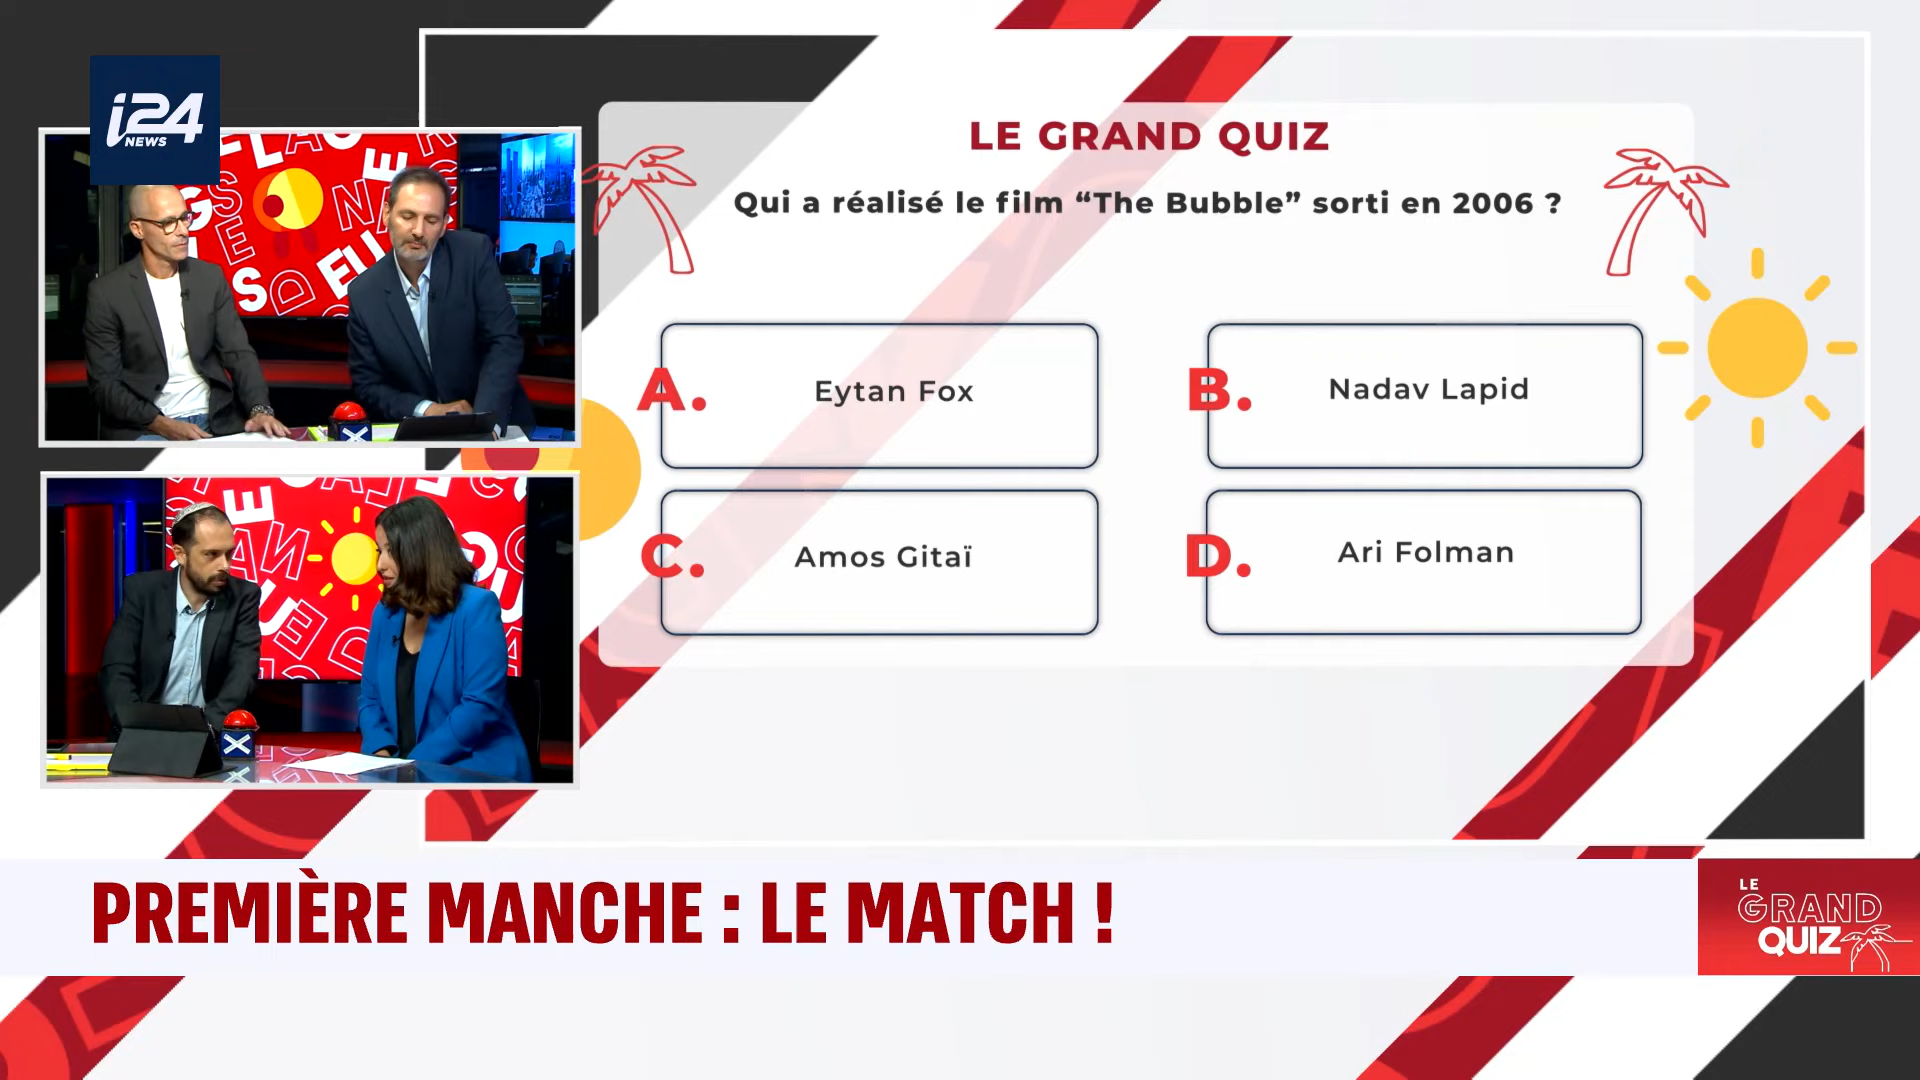 i24
NEWS
LE GRAND QUIZ
Qui a réalisé le film “The Bubble” sorti en 2006 ?
A. Eytan Fox
B. Nadav Lapid
C. Amos Gitaï
D. Ari Folman
PREMIÈRE MANCHE : LE MATCH !
LE
GRAND
QUIZ